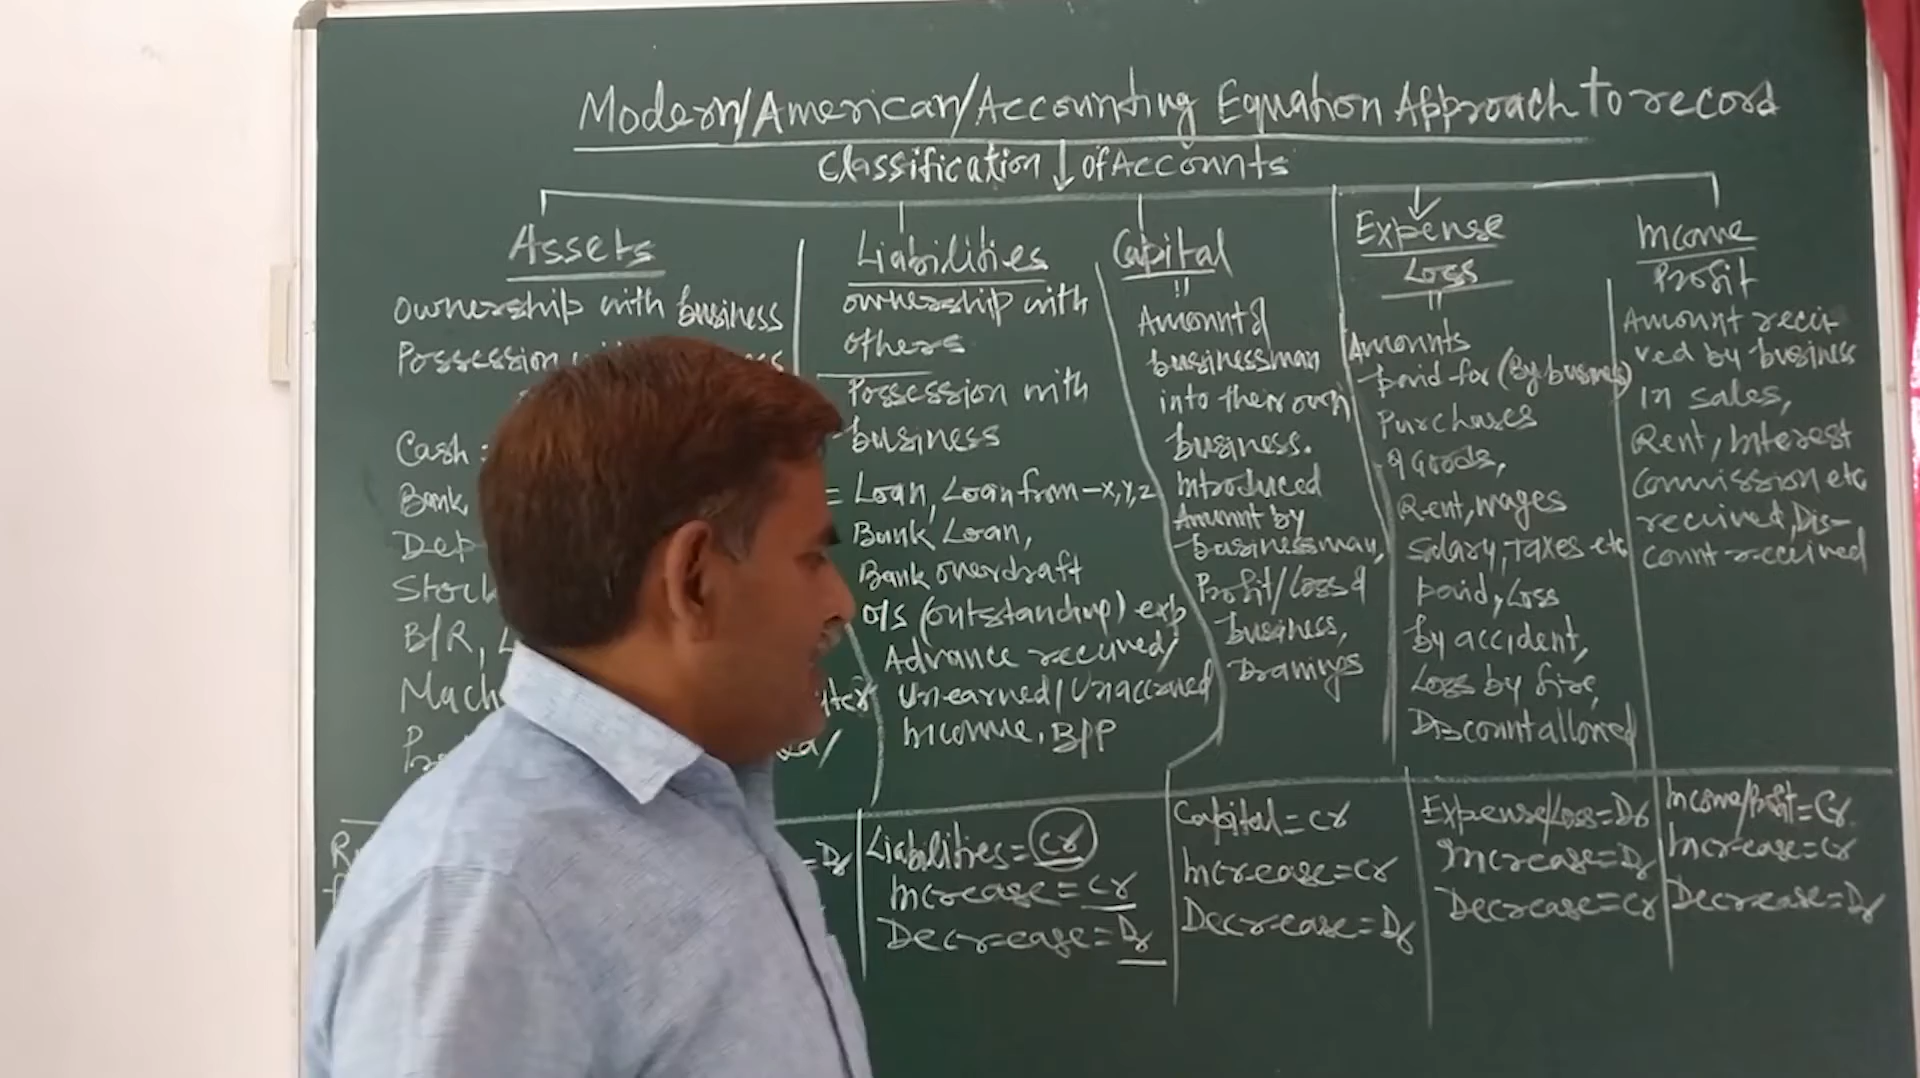 Modern/American/Accounting Equation Approach to record
Classification of Accounts
Assets
ownership with business
Possession
Cash =
Bank
Dep
Stock
B/R, L
Mach
Liabilities
ownership with
others
Possession with
business
= Loan, Loan from - x, y, z
Bank Loan,
Bank overdraft
O/S (outstanding) exp
Advance received/
Unearned/Unaccrued
Income, B/P
Capital
"
Amount of
businessman
into their own
business.
Introduced
Amount by
businessman,
Profit/Loss of
business,
Drawings
Expense
Loss
"
Amounts
paid for (By business)
Purchases
of Goods,
Rent, wages
Salary, Taxes etc
paid, Loss
by accident,
Loss by fire,
Discount allowed
Income
Profit
Amount recie-
ved by business
in sales,
Rent, Interest
Commission etc
received, Dis-
count received
= Dr
Liabilities = Cr
Increase = Cr
Decrease = Dr
Capital = Cr
Increase = Cr
Decrease = Dr
Expense/Loss = Dr
Increase = Dr
Decrease = Cr
Income/Profit = Cr.
Increase = Cr
Decrease = Dr